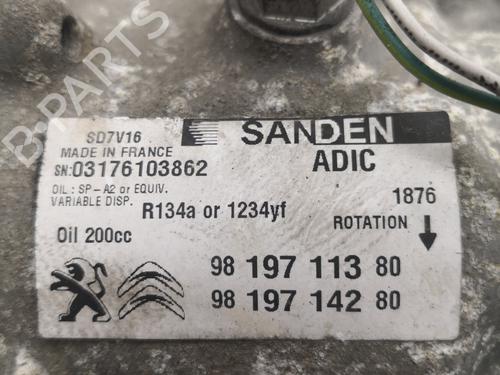 SD7V16
MADE IN FRANCE
SN:03176103862
SANDEN
ADIC
OIL : SP-A2 or EQUIV.
VARIABLE DISP.
R134a or 1234yf
1876
ROTATION
Oil 200cc
98 197 113 80
98 197 142 80
B-PARTS